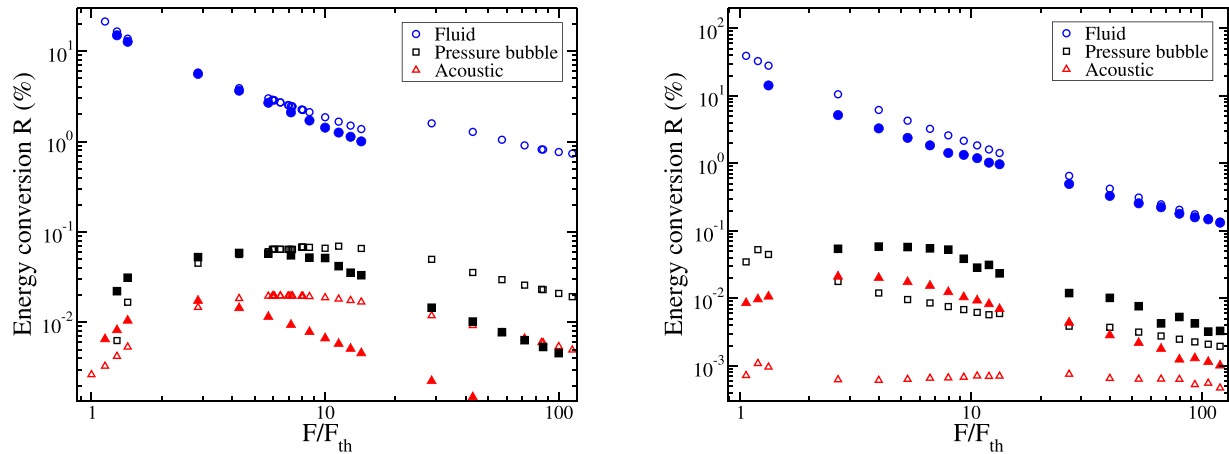 Energy conversion R (%)
10^1
10^0
10^-1
10^-2
Fluid
Pressure bubble
Acoustic
1
10
100
F/F_th
Energy conversion R (%)
10^2
10^1
10^0
10^-1
10^-2
10^-3
Fluid
Pressure bubble
Acoustic
1
10
100
F/F_th